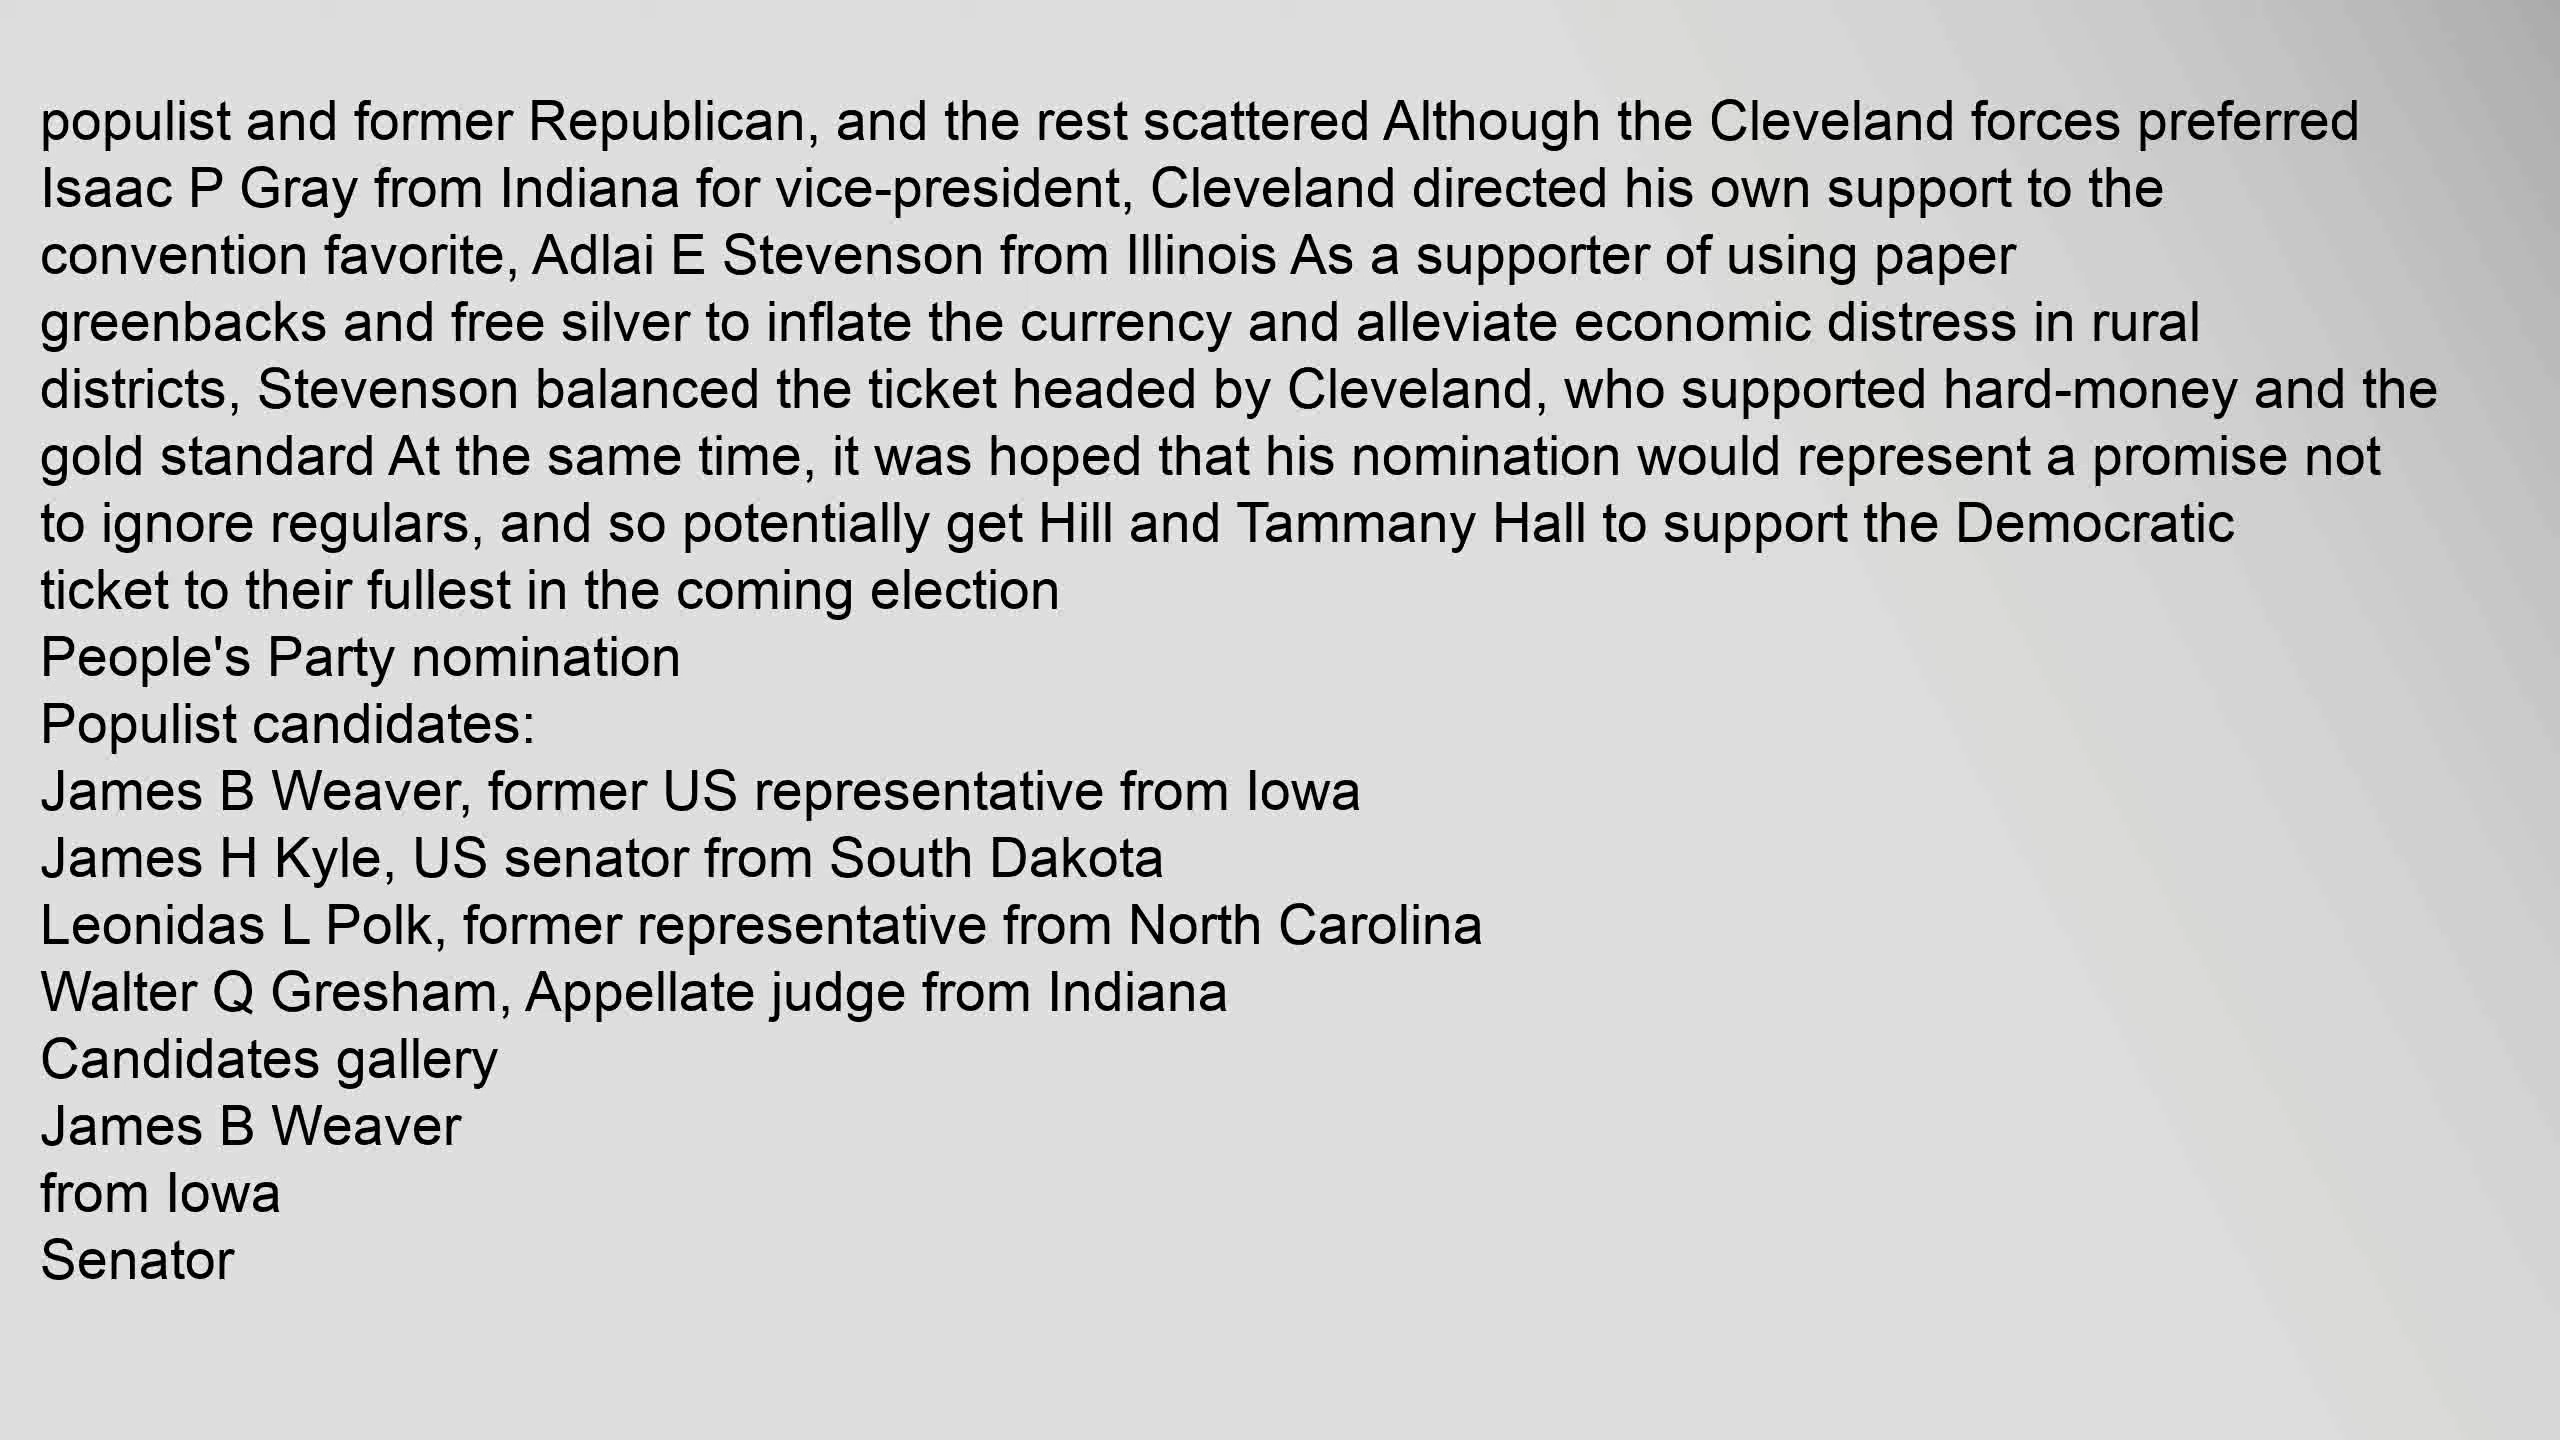 populist and former Republican, and the rest scattered Although the Cleveland forces preferred
Isaac P Gray from Indiana for vice-president, Cleveland directed his own support to the
convention favorite, Adlai E Stevenson from Illinois As a supporter of using paper
greenbacks and free silver to inflate the currency and alleviate economic distress in rural
districts, Stevenson balanced the ticket headed by Cleveland, who supported hard-money and the
gold standard At the same time, it was hoped that his nomination would represent a promise not
to ignore regulars, and so potentially get Hill and Tammany Hall to support the Democratic
ticket to their fullest in the coming election
People's Party nomination
Populist candidates:
James B Weaver, former US representative from Iowa
James H Kyle, US senator from South Dakota
Leonidas L Polk, former representative from North Carolina
Walter Q Gresham, Appellate judge from Indiana
Candidates gallery
James B Weaver
from Iowa
Senator